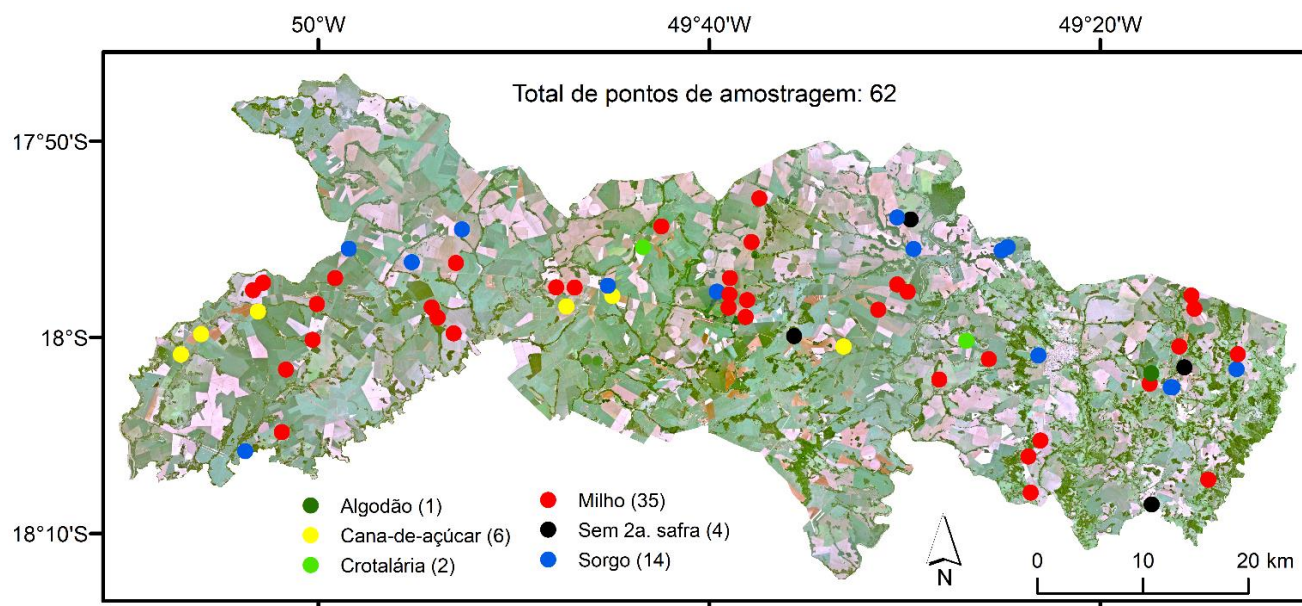 50°W 49°40'W 49°20'W
Total de pontos de amostragem: 62
17°50'S
18°S
18°10'S
Algodão (1) Milho (35)
Cana-de-açúcar (6) Sem 2a. safra (4)
Crotalária (2) Sorgo (14)
N
0 10 20 km